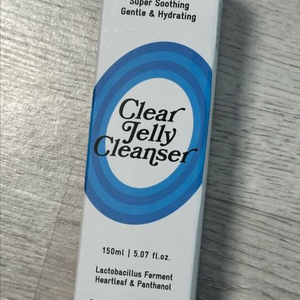 Super Soothing
Gentle & Hydrating
Clear
Jelly
Cleanser
150ml | 5.07 fl.oz.
Lactobacillus Ferment
Heartleaf & Panthenol